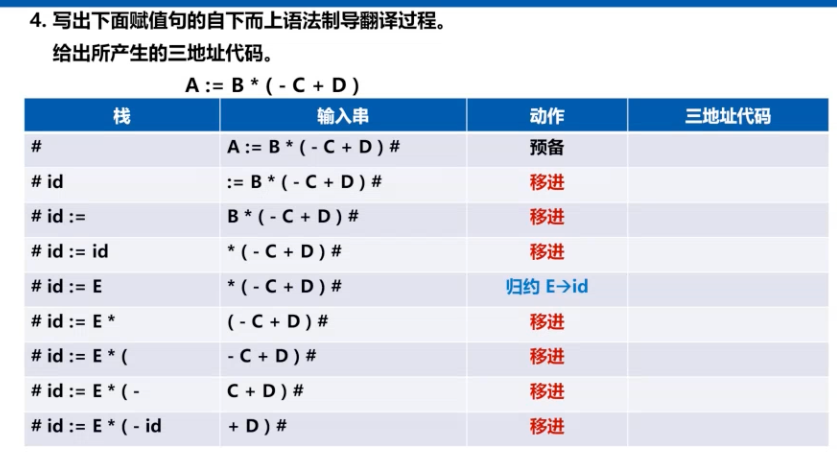 4. 写出下面赋值句的自下而上语法制导翻译过程。
给出所产生的三地址代码。
A := B * ( - C + D )
栈 输入串 动作 三地址代码
# A := B * ( - C + D ) # 预备
# id := B * ( - C + D ) # 移进
# id := B * ( - C + D ) # 移进
# id := id * ( - C + D ) # 移进
# id := E * ( - C + D ) # 归约 E→id
# id := E * ( - C + D ) # 移进
# id := E * ( - C + D ) # 移进
# id := E * ( - C + D ) # 移进
# id := E * ( - id + D ) # 移进